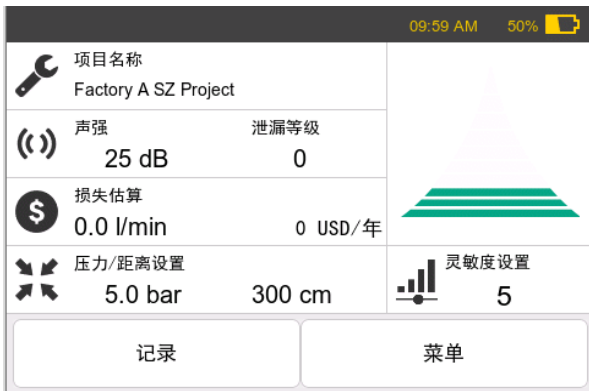 09:59 AM 50%
项目名称
Factory A SZ Project
声强 泄漏等级
25 dB 0
损失估算
0.0 l/min 0 USD/年
压力/距离设置 灵敏度设置
5.0 bar 300 cm 5
记录 菜单